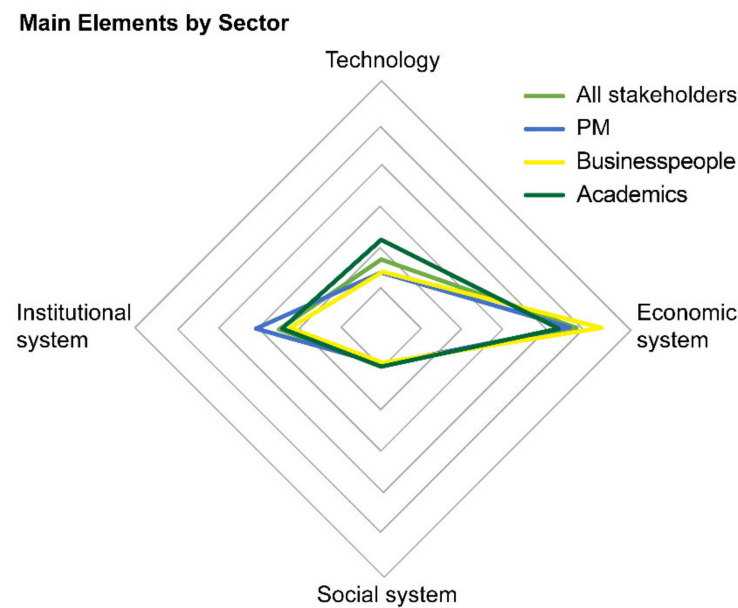 Main Elements by Sector
Technology
All stakeholders
PM
Businesspeople
Academics
Institutional
system
Economic
system
Social system